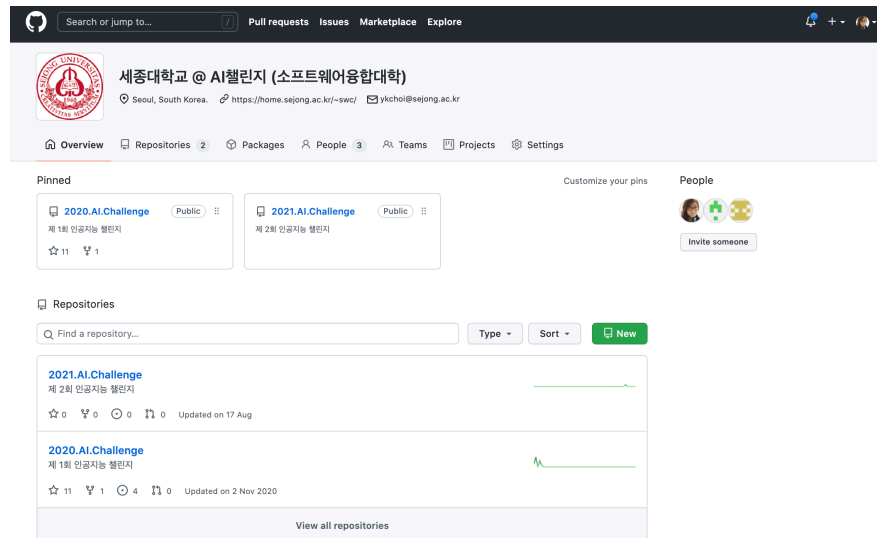 Search or jump to... /
Pull requests Issues Marketplace Explore
세종대학교 @ AI챌린지 (소프트웨어융합대학)
Seoul, South Korea. https://home.sejong.ac.kr/~swc/ ykchoi@sejong.ac.kr
Overview Repositories 2 Packages People 3 Teams Projects Settings
Pinned Customize your pins
2020.AI.Challenge Public
제 1회 인공지능 챌린지
11 1
2021.AI.Challenge Public
제 2회 인공지능 챌린지
People
Invite someone
Repositories
Find a repository... Type Sort New
2021.AI.Challenge
제 2회 인공지능 챌린지
0 0 0 0 Updated on 17 Aug
2020.AI.Challenge
제 1회 인공지능 챌린지
11 1 4 0 Updated on 2 Nov 2020
View all repositories